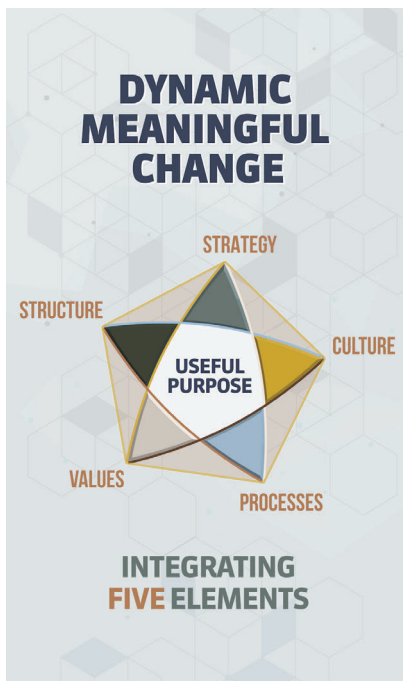 DYNAMIC
MEANINGFUL
CHANGE
STRATEGY
STRUCTURE
CULTURE
USEFUL
PURPOSE
VALUES
PROCESSES
INTEGRATING
FIVE ELEMENTS